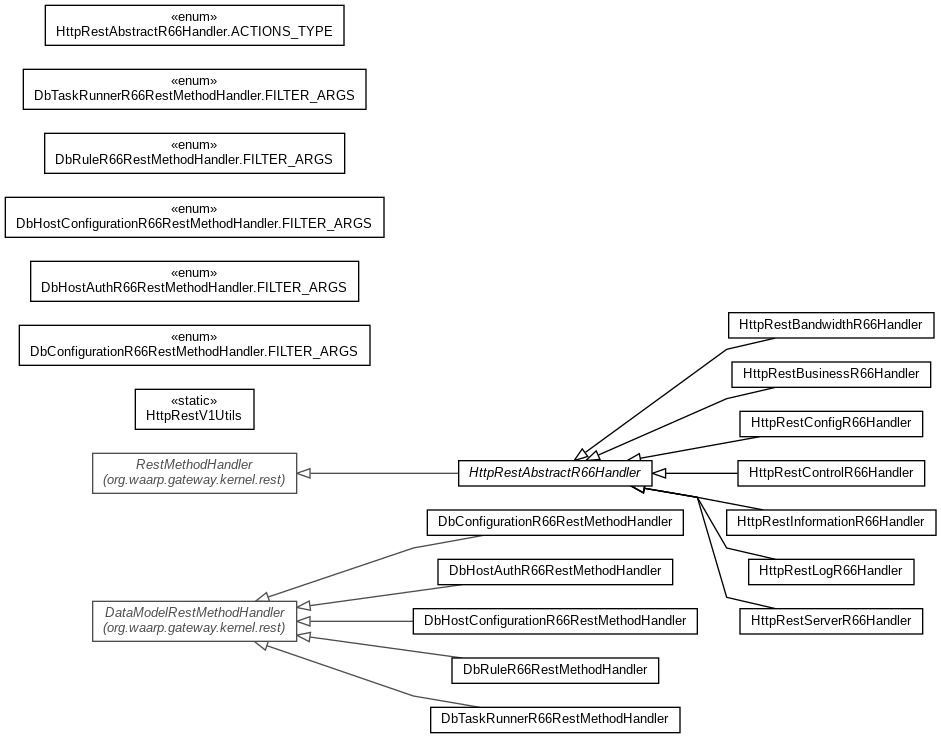 «enum»
HttpRestAbstractR66Handler.ACTIONS_TYPE
«enum»
DbTaskRunnerR66RestMethodHandler.FILTER_ARGS
«enum»
DbRuleR66RestMethodHandler.FILTER_ARGS
«enum»
DbHostConfigurationR66RestMethodHandler.FILTER_ARGS
«enum»
DbHostAuthR66RestMethodHandler.FILTER_ARGS
«enum»
DbConfigurationR66RestMethodHandler.FILTER_ARGS
«static»
HttpRestV1Utils
RestMethodHandler
(org.waarp.gateway.kernel.rest)
HttpRestAbstractR66Handler
HttpRestBandwidthR66Handler
HttpRestBusinessR66Handler
HttpRestConfigR66Handler
HttpRestControlR66Handler
HttpRestInformationR66Handler
HttpRestLogR66Handler
HttpRestServerR66Handler
DataModelRestMethodHandler
(org.waarp.gateway.kernel.rest)
DbConfigurationR66RestMethodHandler
DbHostAuthR66RestMethodHandler
DbHostConfigurationR66RestMethodHandler
DbRuleR66RestMethodHandler
DbTaskRunnerR66RestMethodHandler